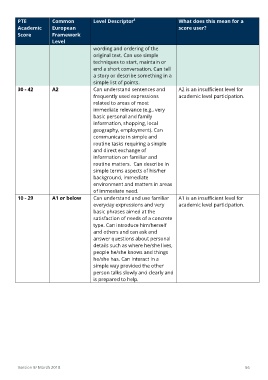 PTE Academic Score
Common European Framework Level
Level Descriptor²
What does this mean for a score user?
wording and ordering of the
original text. Can use simple
techniques to start, maintain or
end a short conversation. Can tell
a story or describe something in a
simple list of points.
30 - 42
A2
Can understand sentences and
frequently used expressions
related to areas of most
immediate relevance (e.g., very
basic personal and family
information, shopping, local
geography, employment). Can
communicate in simple and
routine tasks requiring a simple
and direct exchange of
information on familiar and
routine matters. Can describe in
simple terms aspects of his/her
background, immediate
environment and matters in areas
of immediate need.
A2 is an insufficient level for
academic level participation.
10 - 29
A1 or below
Can understand and use familiar
everyday expressions and very
basic phrases aimed at the
satisfaction of needs of a concrete
type. Can introduce him/herself
and others and can ask and
answer questions about personal
details such as where he/she lives,
people he/she knows and things
he/she has. Can interact in a
simple way provided the other
person talks slowly and clearly and
is prepared to help.
A1 is an insufficient level for
academic level participation.
March 2018